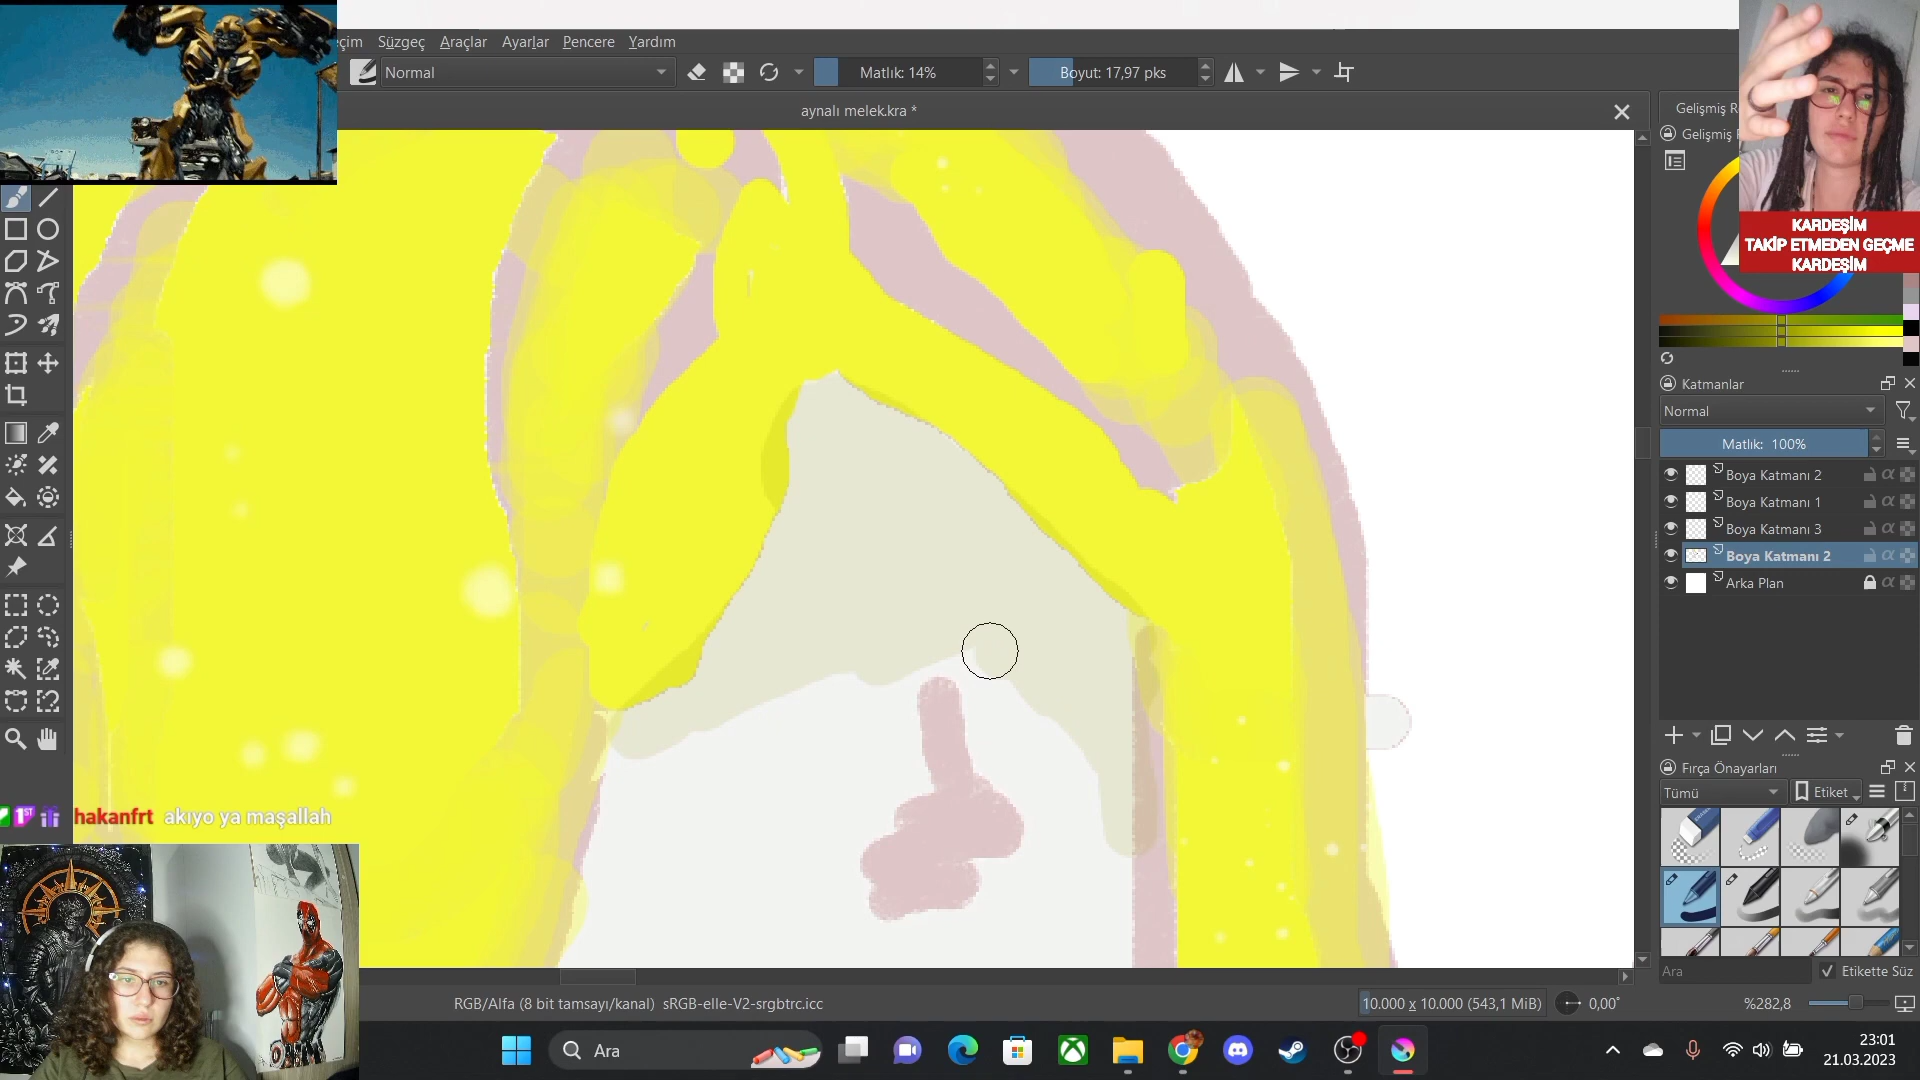 çim Süzgeç Araçlar Ayarlar Pencere Yardım
Normal
Matlık: 14%
Boyut: 17,97 pks
aynalı melek.kra *
Gelişmiş R
Gelişmiş
KARDEŞİM
TAKİP ETMEDEN GEÇME
KARDEŞİM
Katmanlar
Normal
Matlık: 100%
Boya Katmanı 2
Boya Katmanı 1
Boya Katmanı 3
Boya Katmanı 2
Arka Plan
Fırça Önayarları
Tümü
Etiket
Ara
Etikette Süz
1ST
hakanfrt akıyo ya maşallah
RGB/Alfa (8 bit tamsayı/kanal) sRGB-elle-V2-srgbtrc.icc
10.000 x 10.000 (543,1 MiB)
0,00°
%282,8
Ara
23:01
21.03.2023